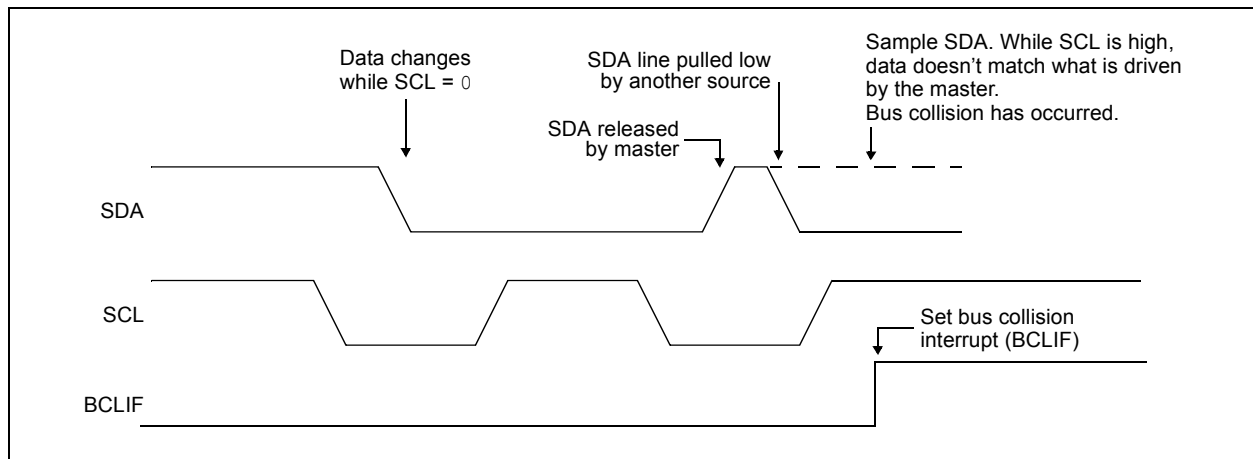 Data changes
while SCL = 0
SDA line pulled low
by another source
SDA released
by master
Sample SDA. While SCL is high,
data doesn't match what is driven
by the master.
Bus collision has occurred.
SDA
SCL
Set bus collision
interrupt (BCLIF)
BCLIF